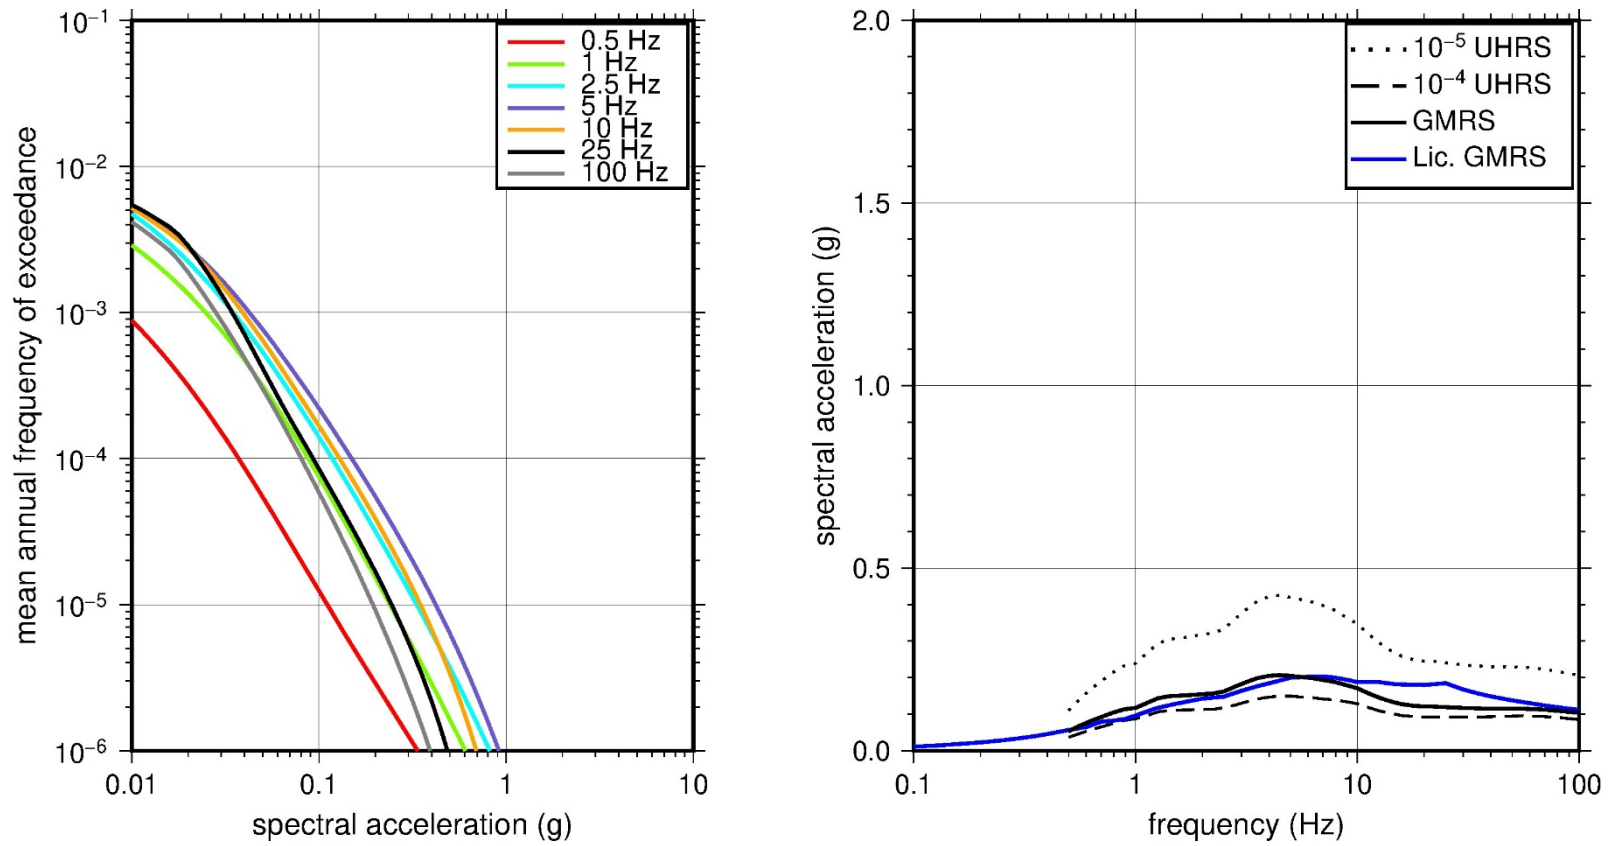 mean annual frequency of exceedance
10⁻¹
10⁻²
10⁻³
10⁻⁴
10⁻⁵
10⁻⁶
0.5 Hz
1 Hz
2.5 Hz
5 Hz
10 Hz
25 Hz
100 Hz
0.01
0.1
1
10
spectral acceleration (g)
spectral acceleration (g)
2.0
1.5
1.0
0.5
0.0
10⁻⁵ UHRS
10⁻⁴ UHRS
GMRS
Lic. GMRS
0.1
1
10
100
frequency (Hz)